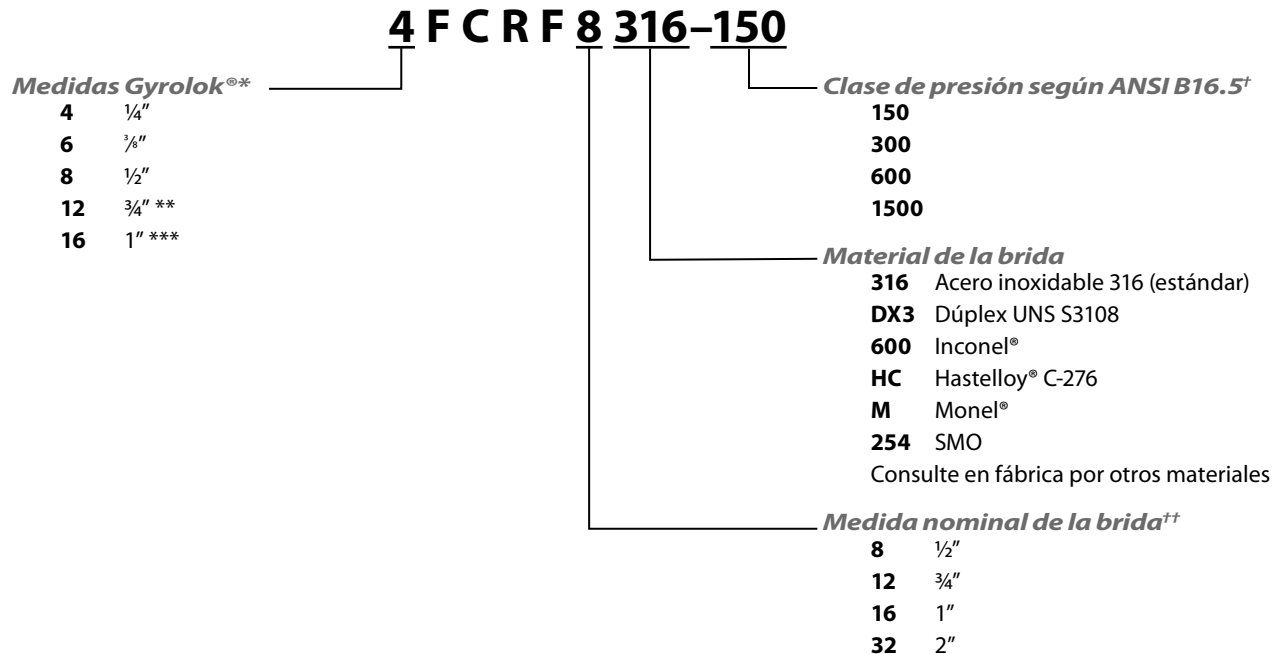 4 F C R F 8 316–150
Medidas Gyrolok®*
4 ¼"
6 ⅜"
8 ½"
12 ¾" **
16 1" ***
Clase de presión según ANSI B16.5†
150
300
600
1500
Material de la brida
316 Acero inoxidable 316 (estándar)
DX3 Dúplex UNS S3108
600 Inconel®
HC Hastelloy® C-276
M Monel®
254 SMO
Consulte en fábrica por otros materiales
Medida nominal de la brida††
8 ½"
12 ¾"
16 1"
32 2"